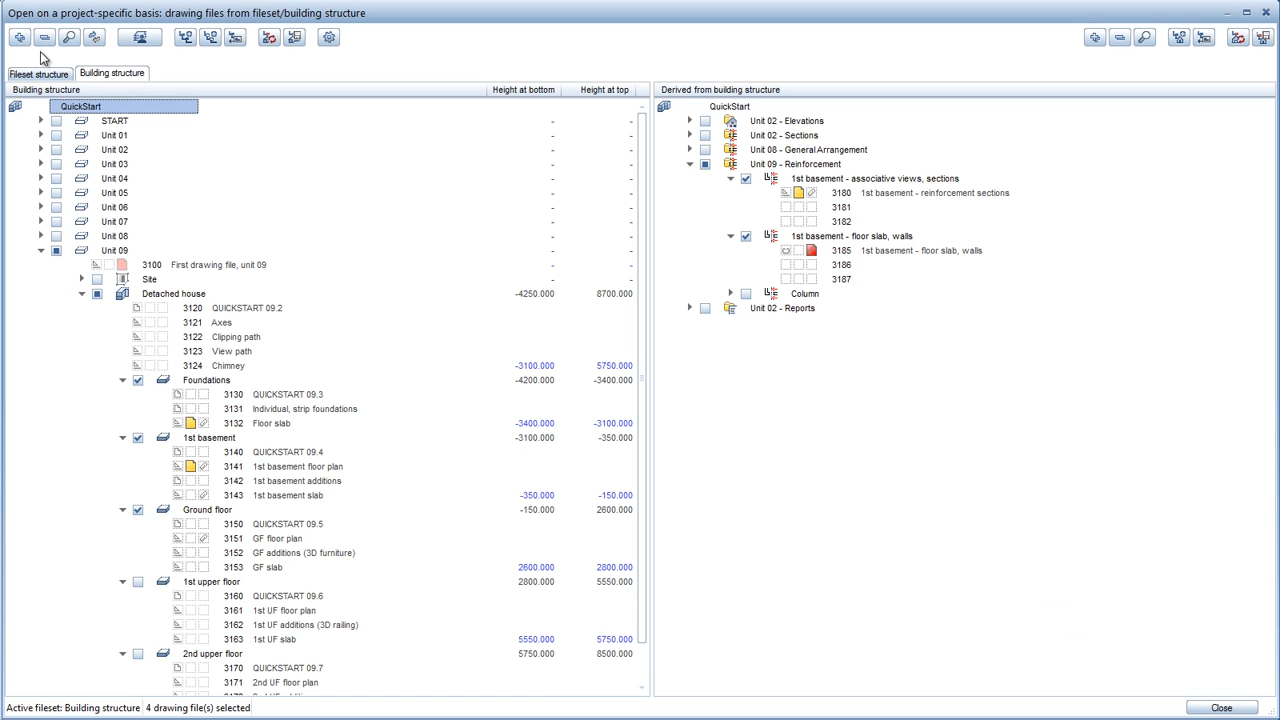 Open on a project-specific basis: drawing files from fileset/building structure
Fileset structure
Building structure
Building structure Height at bottom Height at top
QuickStart
START - -
Unit 01 - -
Unit 02 - -
Unit 03 - -
Unit 04 - -
Unit 05 - -
Unit 06 - -
Unit 07 - -
Unit 08 - -
Unit 09 - -
3100 First drawing file, unit 09 - -
Site - -
Detached house -4250.000 8700.000
3120 QUICKSTART 09.2
3121 Axes
3122 Clipping path
3123 View path
3124 Chimney -3100.000 5750.000
Foundations -4200.000 -3400.000
3130 QUICKSTART 09.3
3131 Individual, strip foundations
3132 Floor slab -3400.000 -3100.000
1st basement -3100.000 -350.000
3140 QUICKSTART 09.4
3141 1st basement floor plan
3142 1st basement additions
3143 1st basement slab -350.000 -150.000
Ground floor -150.000 2600.000
3150 QUICKSTART 09.5
3151 GF floor plan
3152 GF additions (3D furniture)
3153 GF slab 2600.000 2800.000
1st upper floor 2800.000 5550.000
3160 QUICKSTART 09.6
3161 1st UF floor plan
3162 1st UF additions (3D railing)
3163 1st UF slab 5550.000 5750.000
2nd upper floor 5750.000 8500.000
3170 QUICKSTART 09.7
3171 2nd UF floor plan
Derived from building structure
QuickStart
Unit 02 - Elevations
Unit 02 - Sections
Unit 08 - General Arrangement
Unit 09 - Reinforcement
1st basement - associative views, sections
3180 1st basement - reinforcement sections
3181
3182
1st basement - floor slab, walls
3185 1st basement - floor slab, walls
3186
3187
Column
Unit 02 - Reports
Active fileset: Building structure 4 drawing file(s) selected
Close